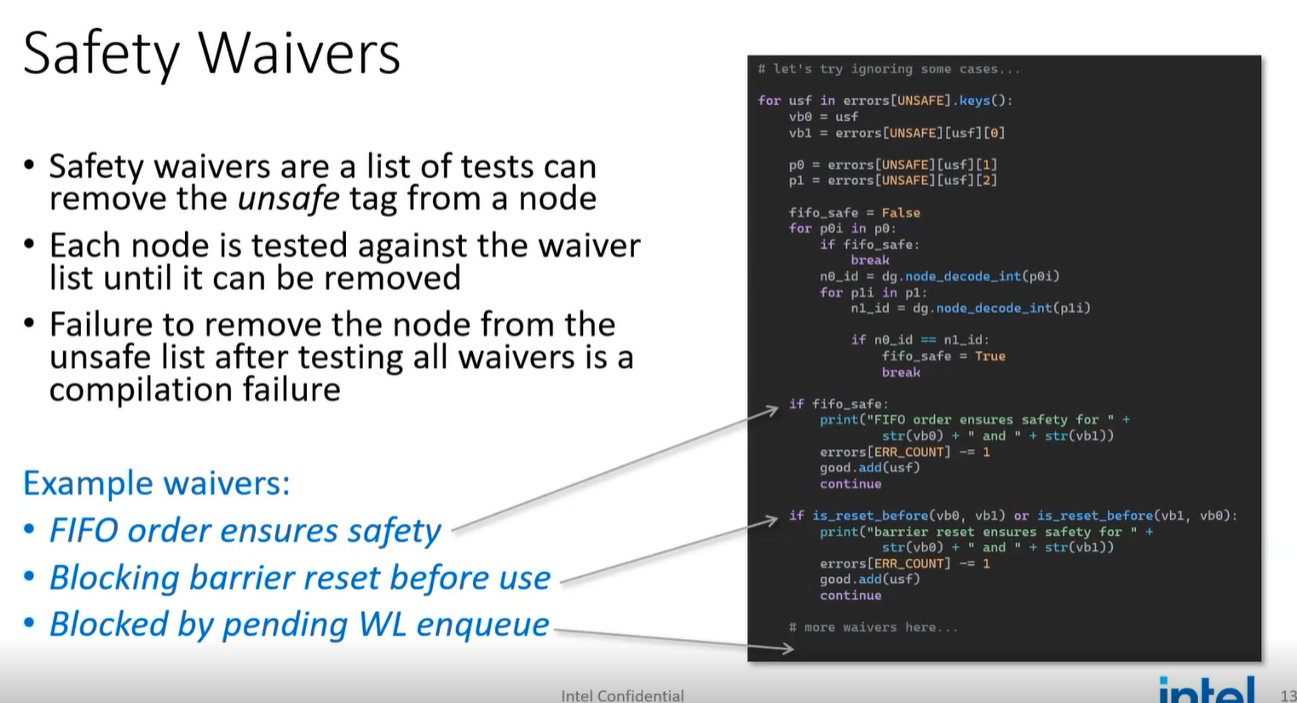 Safety Waivers
• Safety waivers are a list of tests can
remove the unsafe tag from a node
• Each node is tested against the waiver
list until it can be removed
• Failure to remove the node from the
unsafe list after testing all waivers is a
compilation failure
Example waivers:
• FIFO order ensures safety
• Blocking barrier reset before use
• Blocked by pending WL enqueue
# let's try ignoring some cases...
for usf in errors[UNSAFE].keys():
    vb0 = usf
    vb1 = errors[UNSAFE][usf][0]
    p0 = errors[UNSAFE][usf][1]
    p1 = errors[UNSAFE][usf][2]
    fifo_safe = False
    for p0i in p0:
        if fifo_safe:
            break
        n0_id = dg.node_decode_int(p0i)
        for p1i in p1:
            n1_id = dg.node_decode_int(p1i)
            if n0_id == n1_id:
                fifo_safe = True
                break
    if fifo_safe:
        print("FIFO order ensures safety for " +
                str(vb0) + " and " + str(vb1))
        errors[ERR_COUNT] -= 1
        good.add(usf)
        continue
    if is_reset_before(vb0, vb1) or is_reset_before(vb1, vb0):
        print("barrier reset ensures safety for " +
                str(vb0) + " and " + str(vb1))
        errors[ERR_COUNT] -= 1
        good.add(usf)
        continue
    # more waivers here...
Intel Confidential
intel
13